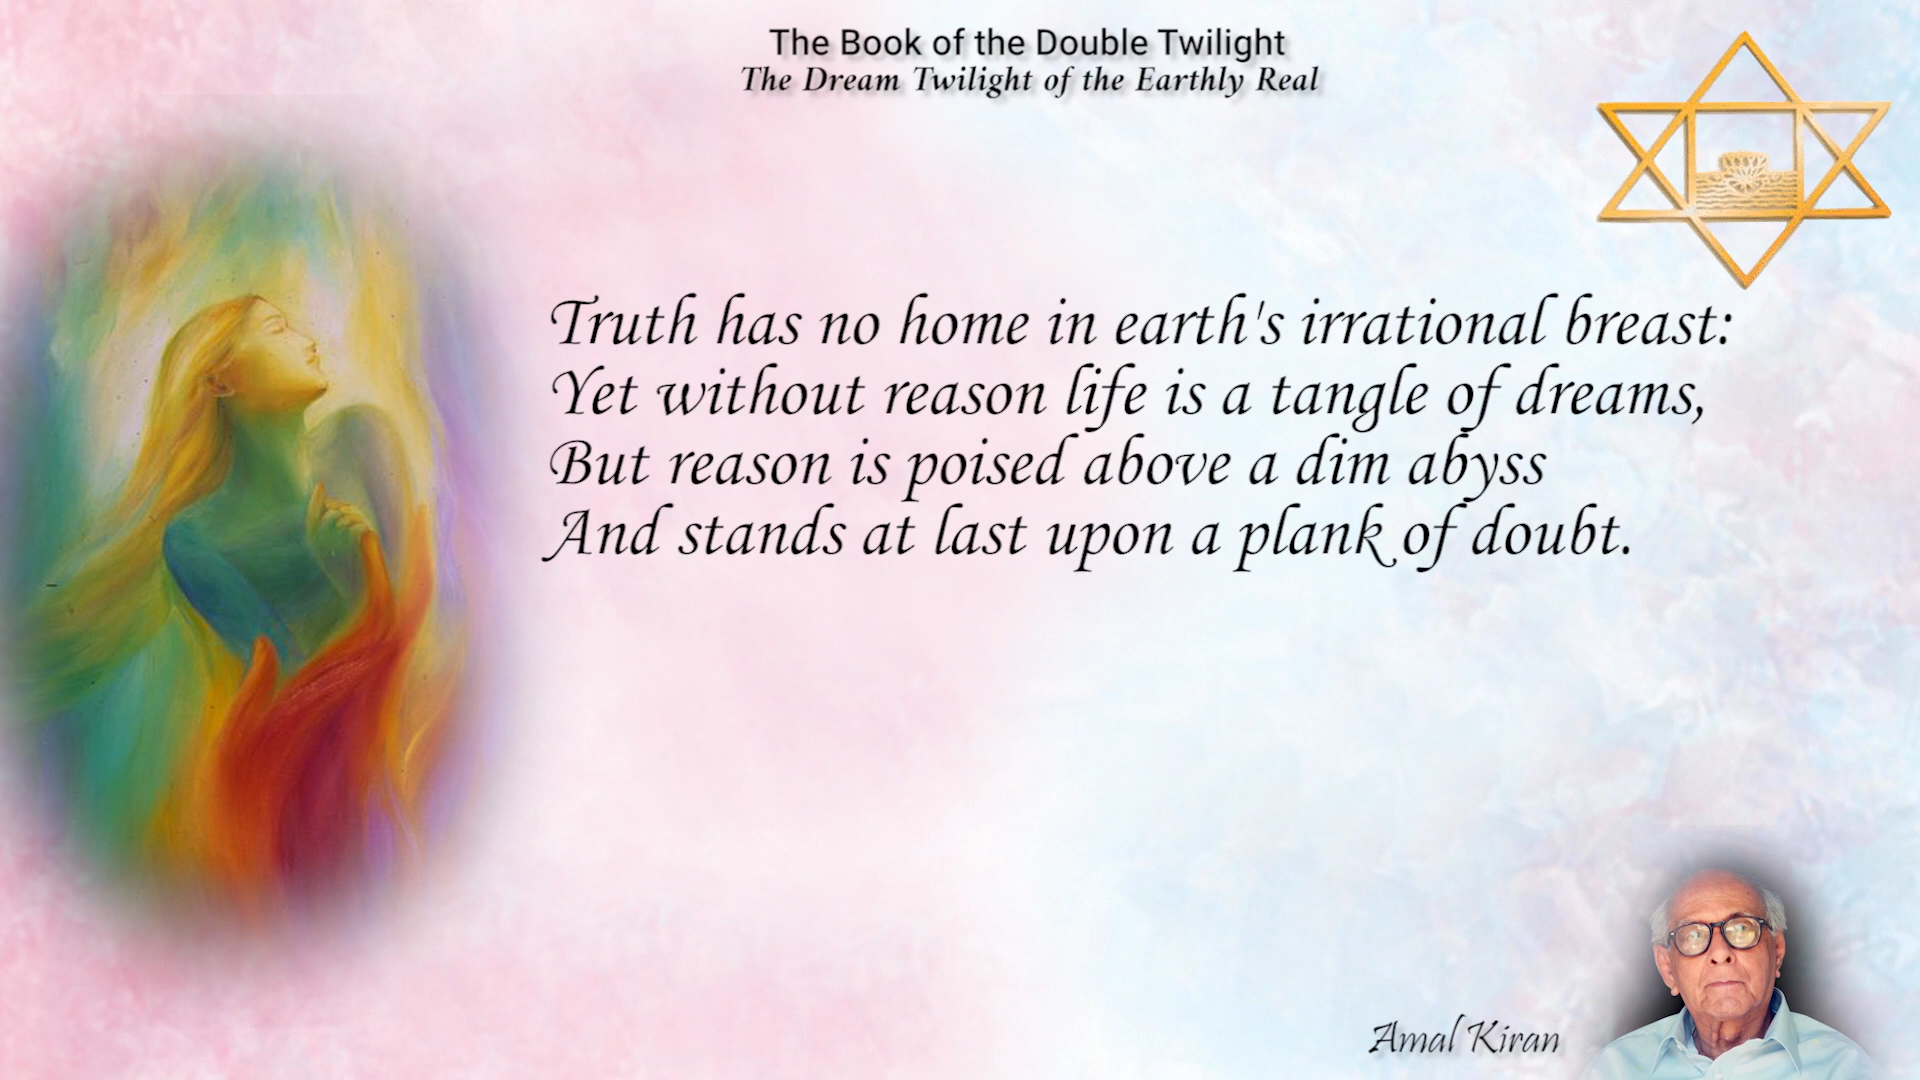 The Book of the Double Twilight
The Dream Twilight of the Earthly Real
Truth has no home in earth's irrational breast:
Yet without reason life is a tangle of dreams,
But reason is poised above a dim abyss
And stands at last upon a plank of doubt.
Amal Kiran